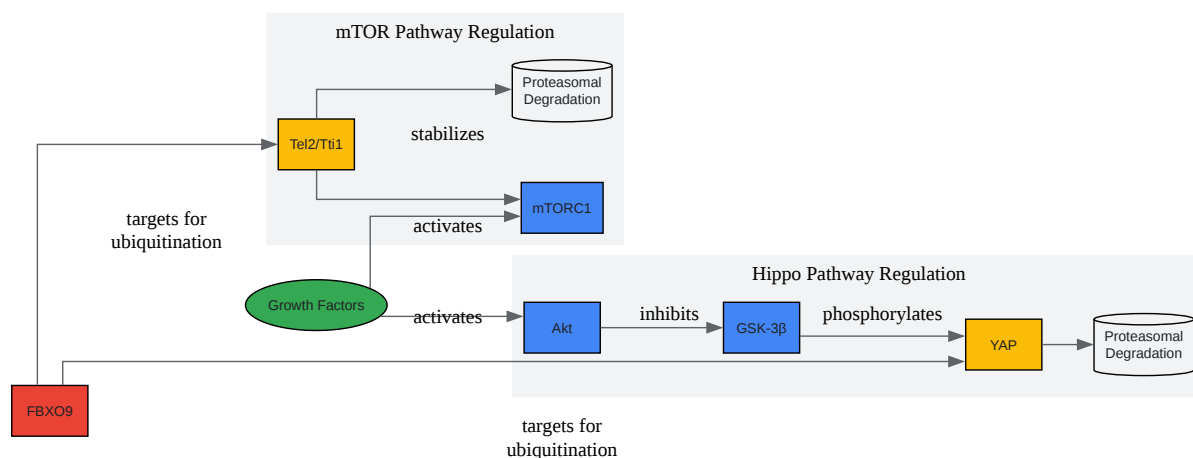 mTOR Pathway Regulation
Proteasomal
Degradation
stabilizes
Tel2/Tti1
mTORC1
targets for
ubiquitination
activates
Hippo Pathway Regulation
Growth Factors
activates
Akt
inhibits
GSK-3β
phosphorylates
YAP
Proteasomal
Degradation
FBXO9
targets for
ubiquitination